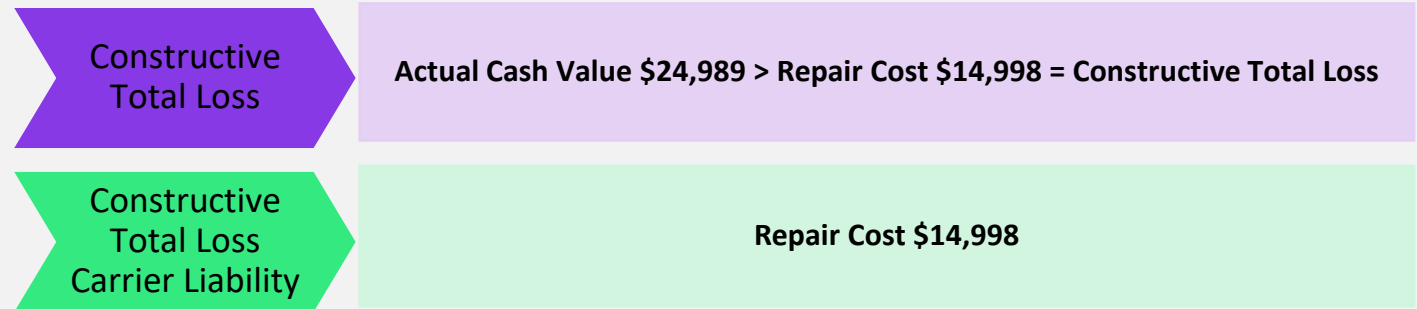 Constructive
Total Loss
Actual Cash Value $24,989 > Repair Cost $14,998 = Constructive Total Loss
Constructive
Total Loss
Carrier Liability
Repair Cost $14,998